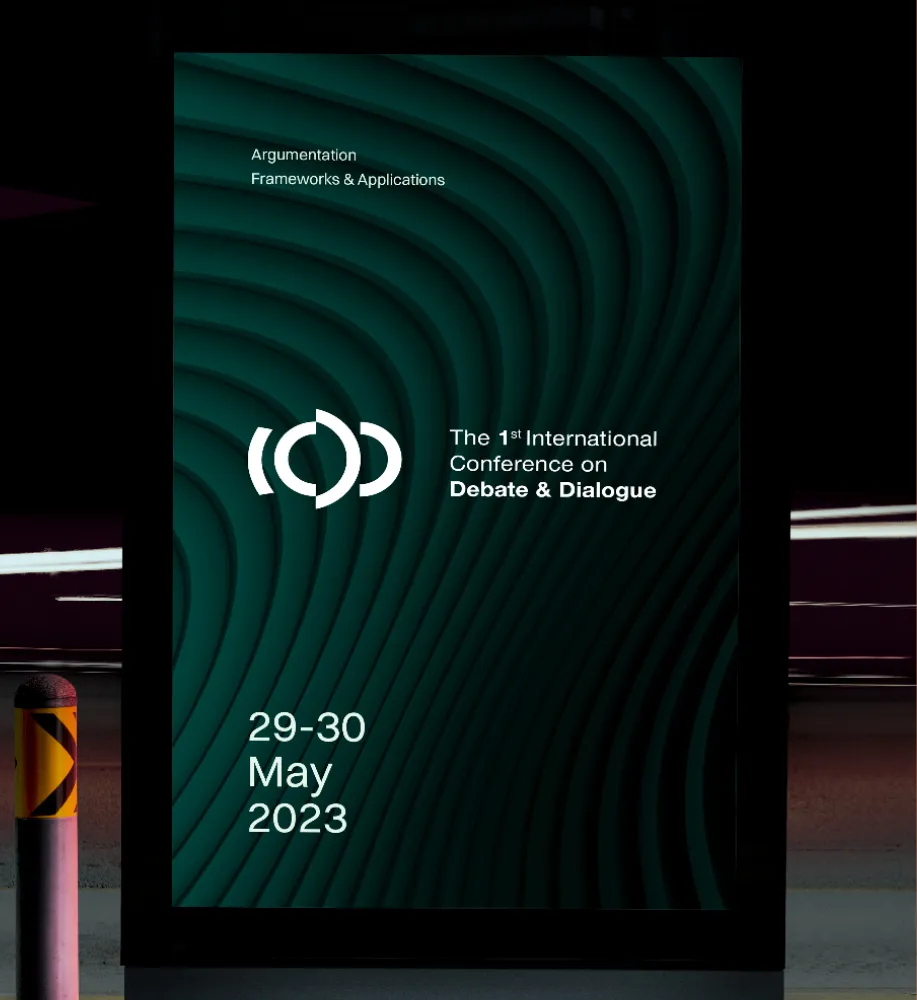 Argumentation
Frameworks & Applications
The 1st International
Conference on
Debate & Dialogue
29-30
May
2023